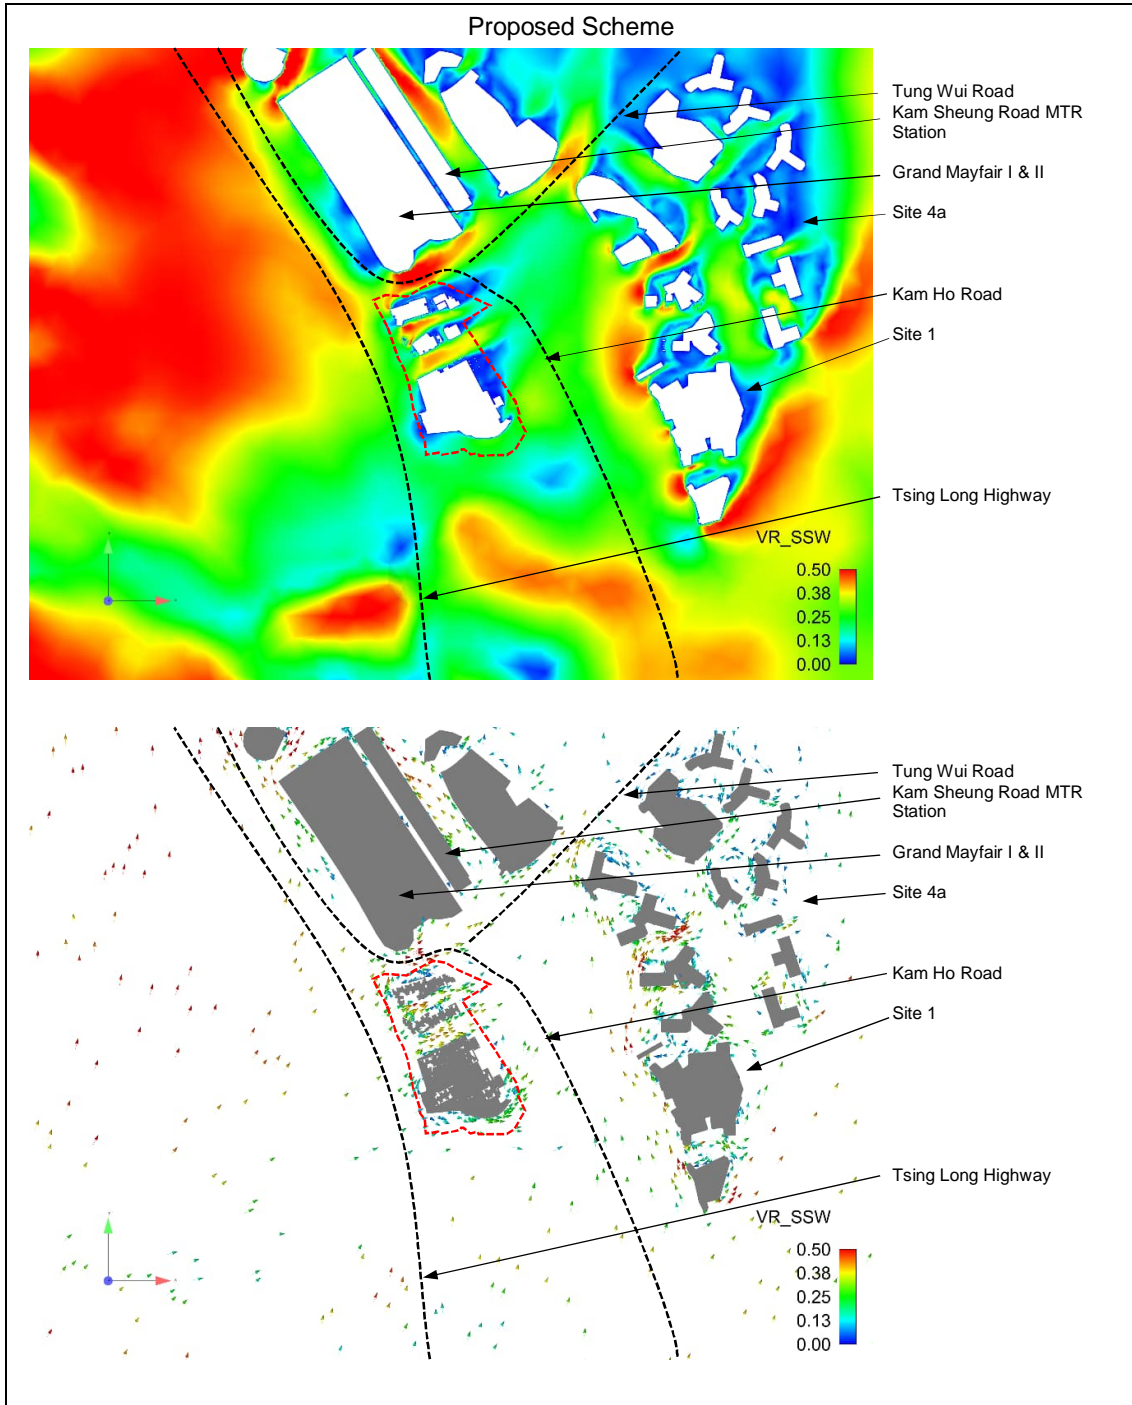 Proposed Scheme
Tung Wui Road
Kam Sheung Road MTR
Station
Grand Mayfair I & II
Site 4a
Kam Ho Road
Site 1
Tsing Long Highway
VR_SSW
0.50
0.38
0.25
0.13
0.00
Tung Wui Road
Kam Sheung Road MTR
Station
Grand Mayfair I & II
Site 4a
Kam Ho Road
Site 1
Tsing Long Highway
VR_SSW
0.50
0.38
0.25
0.13
0.00